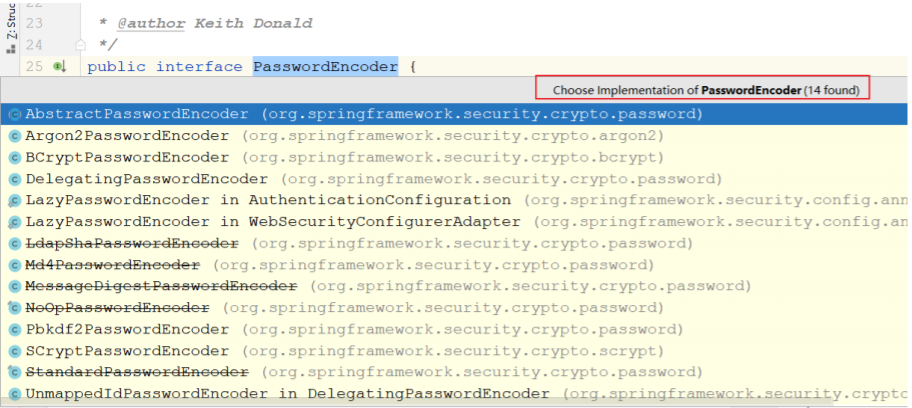 Z: Struc
22
23 * @author Keith Donald
24 */
25 public interface PasswordEncoder {
Choose Implementation of PasswordEncoder (14 found)
AbstractPasswordEncoder (org.springframework.security.crypto.password)
Argon2PasswordEncoder (org.springframework.security.crypto.argon2)
BCryptPasswordEncoder (org.springframework.security.crypto.bcrypt)
DelegatingPasswordEncoder (org.springframework.security.crypto.password)
LazyPasswordEncoder in AuthenticationConfiguration (org.springframework.security.config.ann
LazyPasswordEncoder in WebSecurityConfigurerAdapter (org.springframework.security.config.an
LdapShaPasswordEncoder (org.springframework.security.crypto.password)
Md4PasswordEncoder (org.springframework.security.crypto.password)
MessageDigestPasswordEncoder (org.springframework.security.crypto.password)
NoOpPasswordEncoder (org.springframework.security.crypto.password)
Pbkdf2PasswordEncoder (org.springframework.security.crypto.password)
SCryptPasswordEncoder (org.springframework.security.crypto.scrypt)
StandardPasswordEncoder (org.springframework.security.crypto.password)
UnmappedIdPasswordEncoder in DelegatingPasswordEncoder (org.springframework.security.crypto